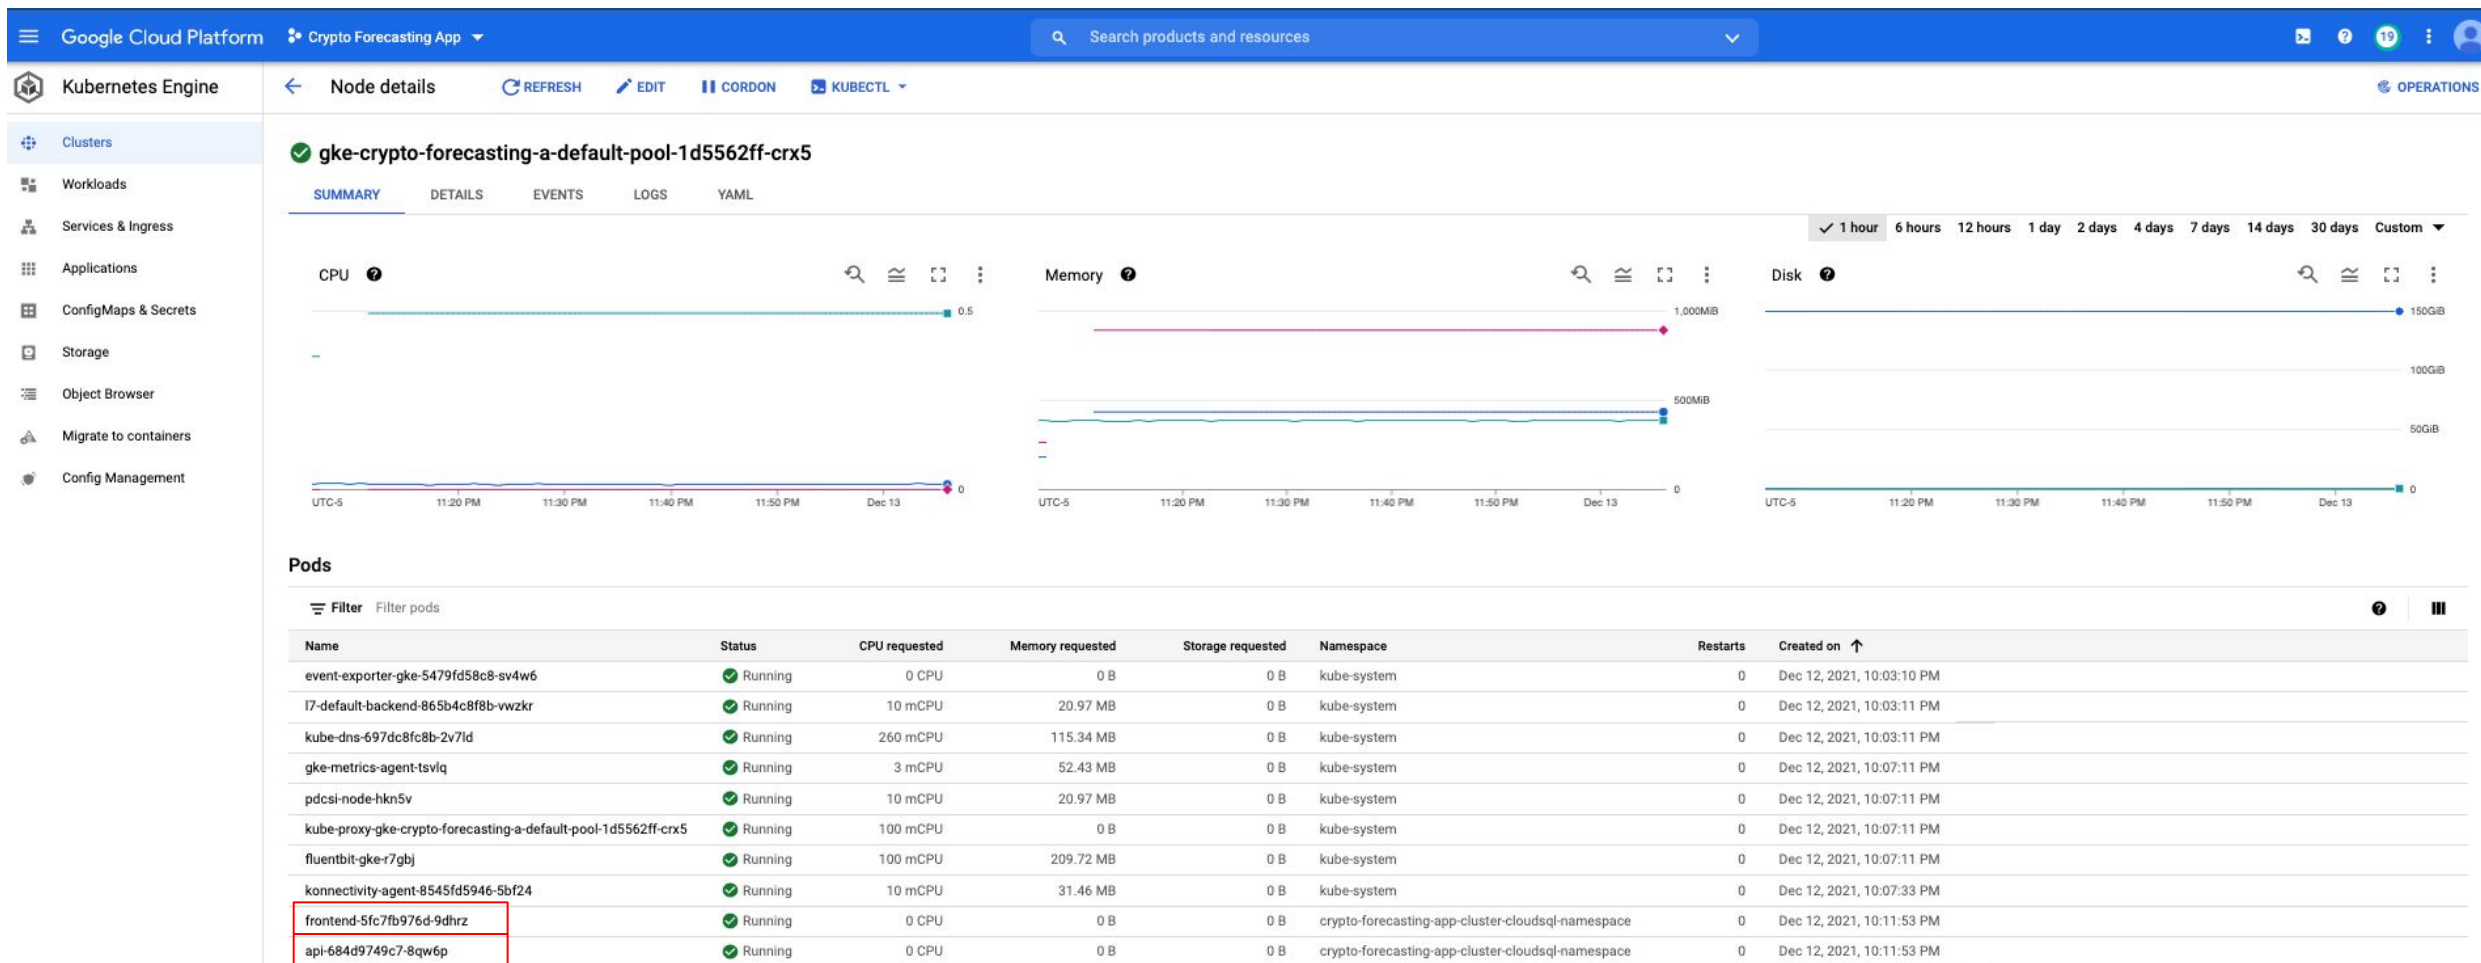 Google Cloud Platform Crypto Forecasting App Search products and resources 19
Kubernetes Engine Node details REFRESH EDIT CORDON KUBECTL OPERATIONS
Clusters
Workloads
Services & Ingress
Applications
ConfigMaps & Secrets
Storage
Object Browser
Migrate to containers
Config Management
gke-crypto-forecasting-a-default-pool-1d5562ff-crx5
SUMMARY DETAILS EVENTS LOGS YAML
1 hour 6 hours 12 hours 1 day 2 days 4 days 7 days 14 days 30 days Custom
CPU
0.5
0
UTC-5 11:20 PM 11:30 PM 11:40 PM 11:50 PM Dec 13
Memory
1,000MiB
500MiB
0
UTC-5 11:20 PM 11:30 PM 11:40 PM 11:50 PM Dec 13
Disk
150GiB
100GiB
50GiB
0
UTC-5 11:20 PM 11:30 PM 11:40 PM 11:50 PM Dec 13
Pods
Filter Filter pods
Name Status CPU requested Memory requested Storage requested Namespace Restarts Created on
event-exporter-gke-5479fd58c8-sv4w6 Running 0 CPU 0 B 0 B kube-system 0 Dec 12, 2021, 10:03:10 PM
l7-default-backend-865b4c8f8b-vwzkr Running 10 mCPU 20.97 MB 0 B kube-system 0 Dec 12, 2021, 10:03:11 PM
kube-dns-697dc8fc8b-2v7ld Running 260 mCPU 115.34 MB 0 B kube-system 0 Dec 12, 2021, 10:03:11 PM
gke-metrics-agent-tsvlq Running 3 mCPU 52.43 MB 0 B kube-system 0 Dec 12, 2021, 10:07:11 PM
pdcsi-node-hkn5v Running 10 mCPU 20.97 MB 0 B kube-system 0 Dec 12, 2021, 10:07:11 PM
kube-proxy-gke-crypto-forecasting-a-default-pool-1d5562ff-crx5 Running 100 mCPU 0 B 0 B kube-system 0 Dec 12, 2021, 10:07:11 PM
fluentbit-gke-r7gbj Running 100 mCPU 209.72 MB 0 B kube-system 0 Dec 12, 2021, 10:07:11 PM
konnectivity-agent-8545fd5946-5bf24 Running 10 mCPU 31.46 MB 0 B kube-system 0 Dec 12, 2021, 10:07:33 PM
frontend-5fc7fb976d-9dhrz Running 0 CPU 0 B 0 B crypto-forecasting-app-cluster-cloudsql-namespace 0 Dec 12, 2021, 10:11:53 PM
api-684d9749c7-8qw6p Running 0 CPU 0 B 0 B crypto-forecasting-app-cluster-cloudsql-namespace 0 Dec 12, 2021, 10:11:53 PM